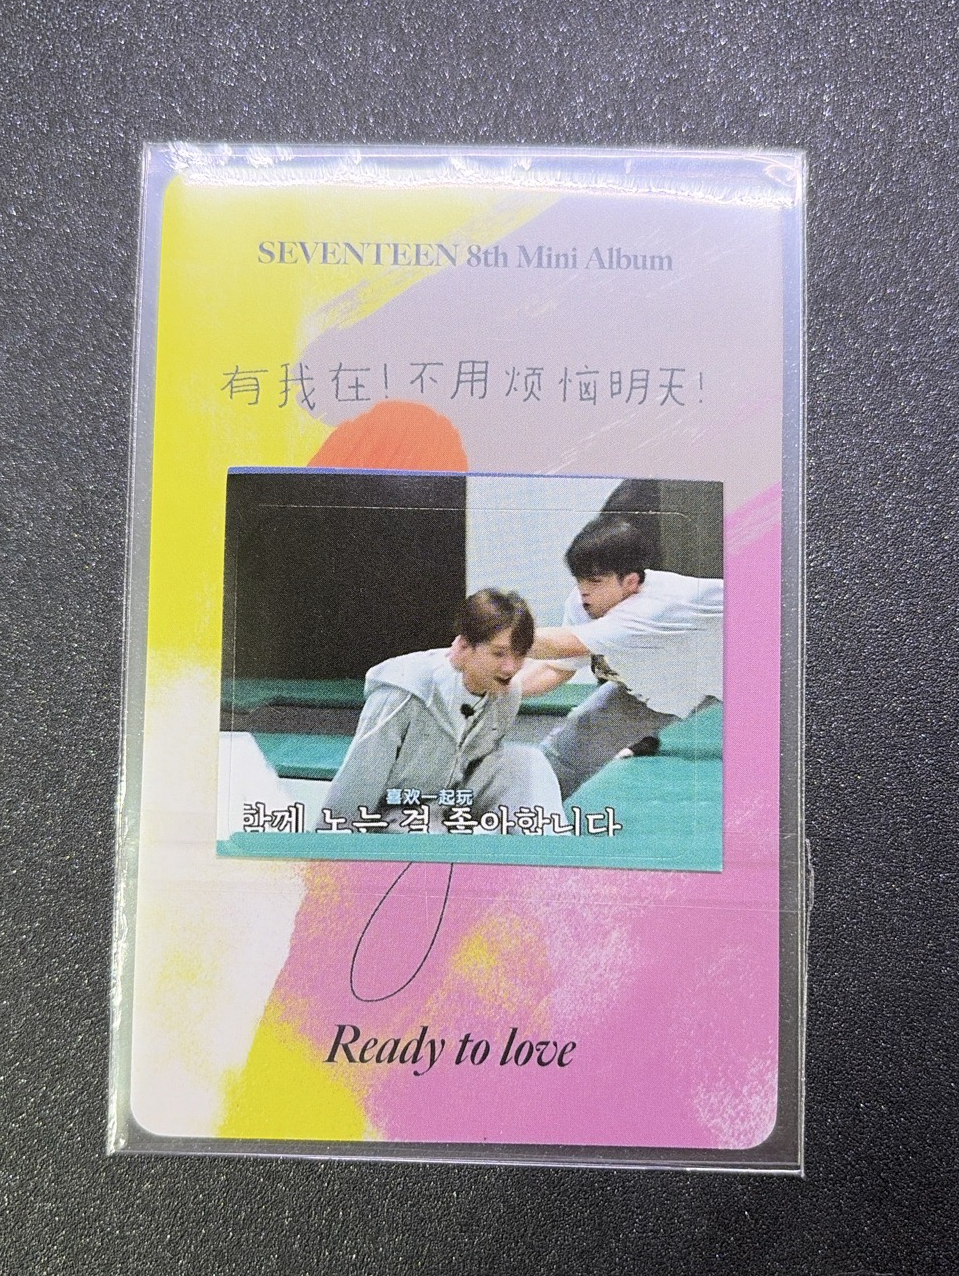 SEVENTEEN 8th Mini Album
有我在!不用烦恼明天!
喜欢一起玩
함께 노는 걸 좋아합니다
Ready to love